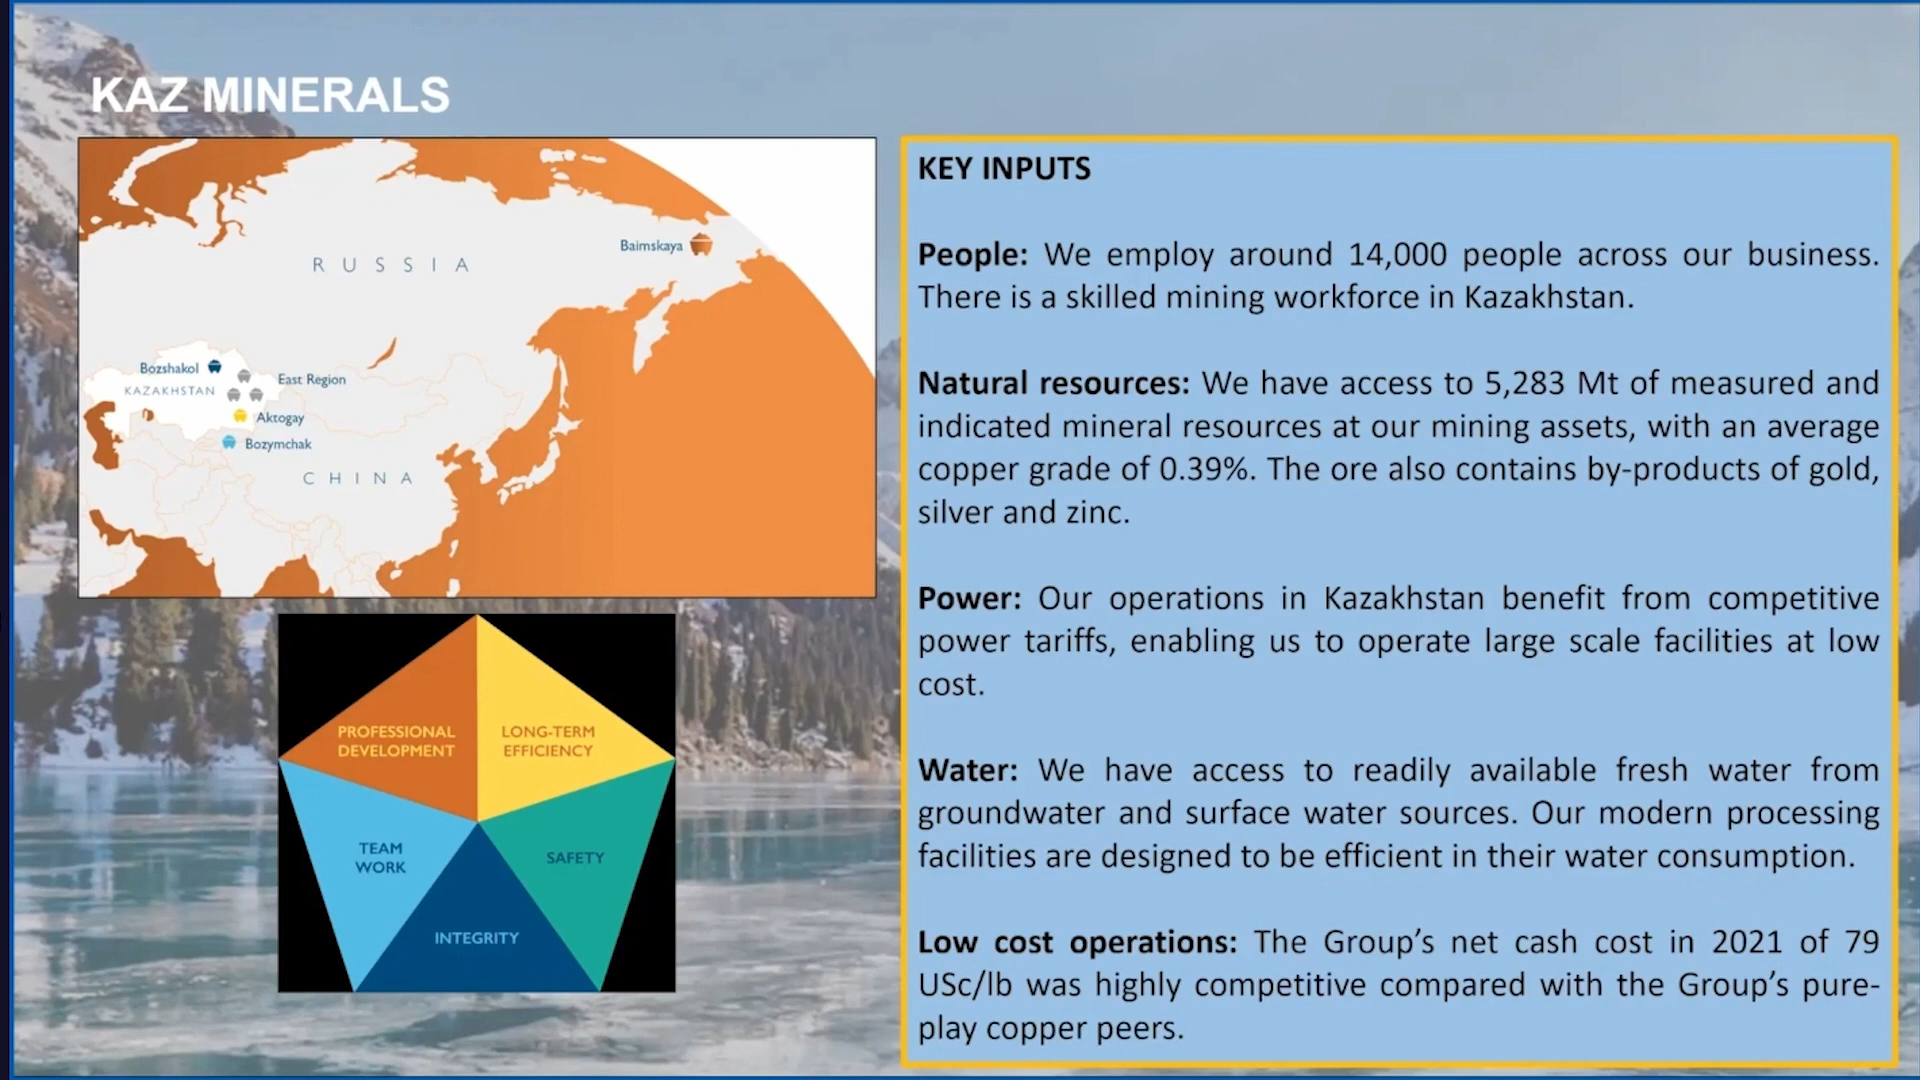 KAZ MINERALS
RUSSIA
Baimskaya
Bozshakol
KAZAKHSTAN
East Region
Aktogay
Bozymchak
CHINA
PROFESSIONAL
DEVELOPMENT
LONG-TERM
EFFICIENCY
TEAM
WORK
SAFETY
INTEGRITY
KEY INPUTS
People: We employ around 14,000 people across our business.
There is a skilled mining workforce in Kazakhstan.
Natural resources: We have access to 5,283 Mt of measured and
indicated mineral resources at our mining assets, with an average
copper grade of 0.39%. The ore also contains by-products of gold,
silver and zinc.
Power: Our operations in Kazakhstan benefit from competitive
power tariffs, enabling us to operate large scale facilities at low
cost.
Water: We have access to readily available fresh water from
groundwater and surface water sources. Our modern processing
facilities are designed to be efficient in their water consumption.
Low cost operations: The Group’s net cash cost in 2021 of 79
USc/lb was highly competitive compared with the Group’s pure-
play copper peers.